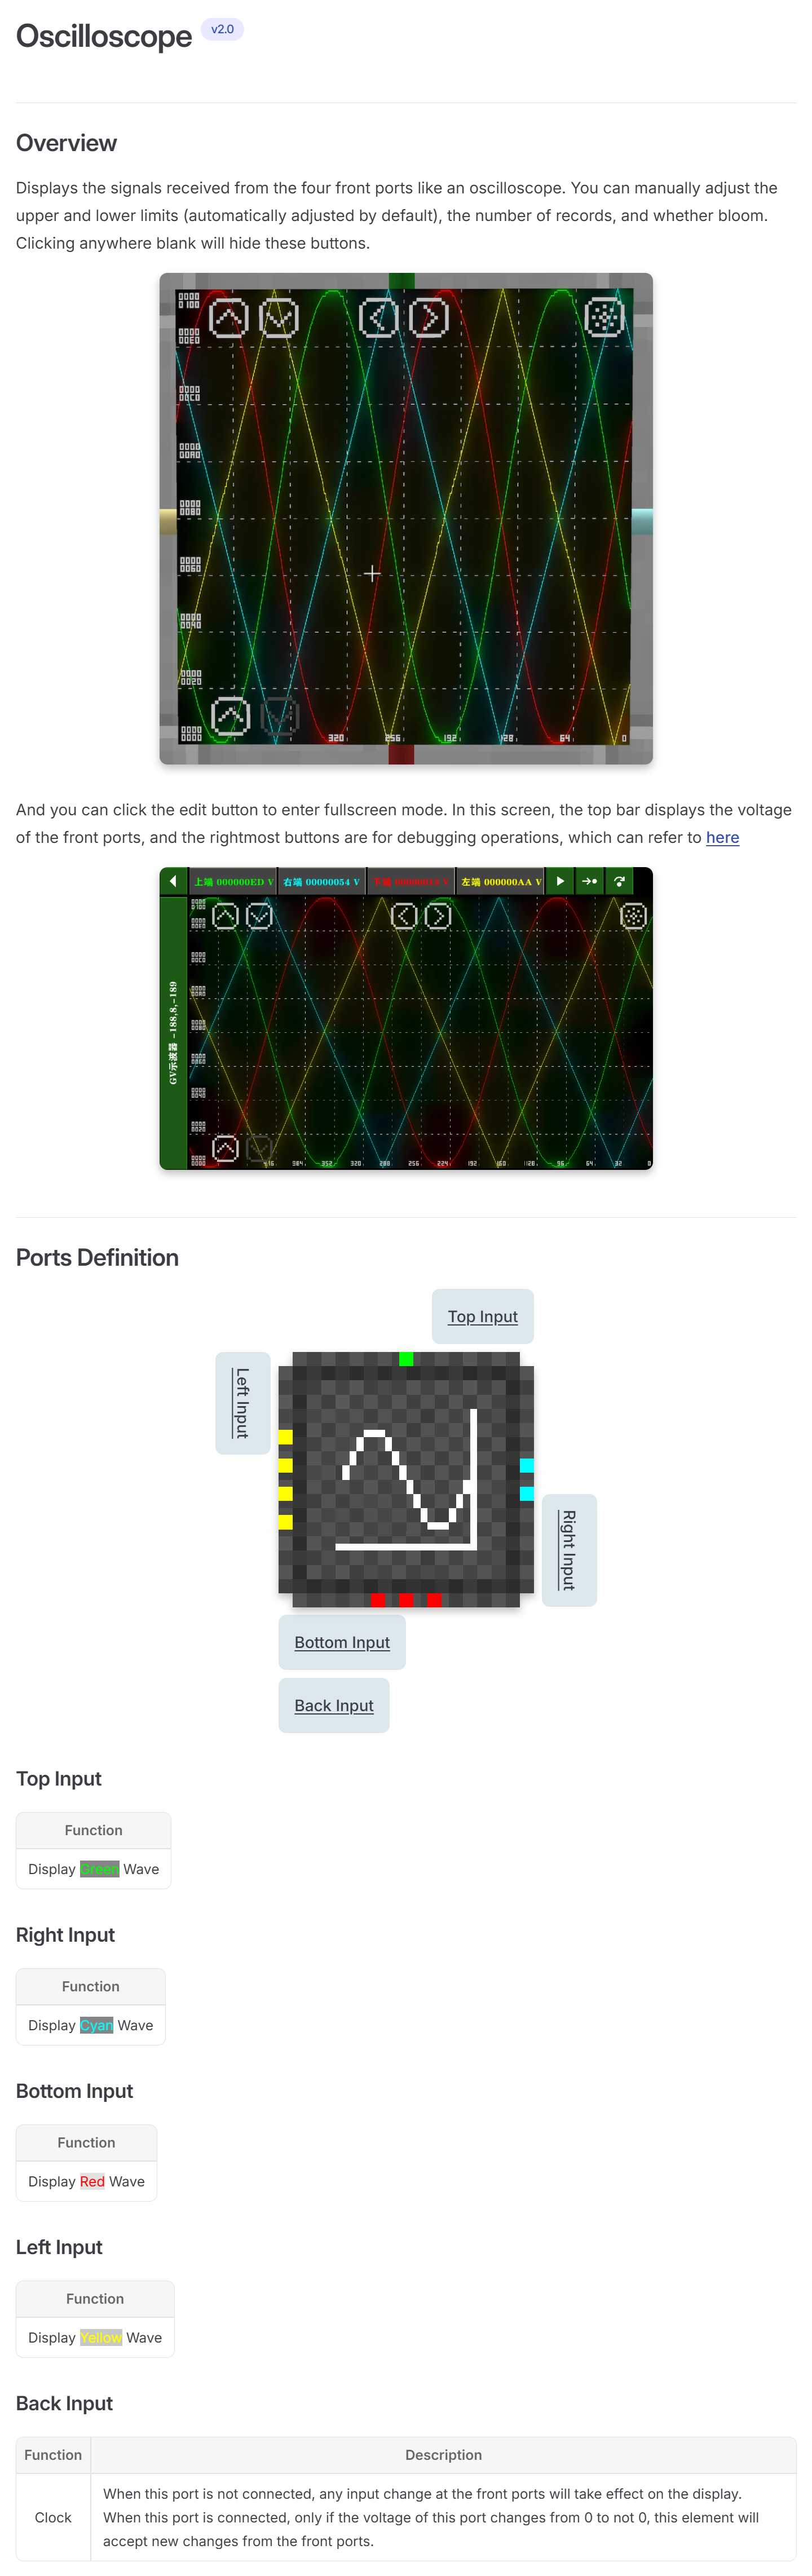 Oscilloscope v2.0
Overview
Displays the signals received from the four front ports like an oscilloscope. You can manually adjust the
upper and lower limits (automatically adjusted by default), the number of records, and whether bloom.
Clicking anywhere blank will hide these buttons.
0000
0100
0000
00E0
0000
00C0
0000
00A0
0000
0080
0000
0060
0000
0040
0000
0020
0000
0000
320 256 192 128 64 0
And you can click the edit button to enter fullscreen mode. In this screen, the top bar displays the voltage
of the front ports, and the rightmost buttons are for debugging operations, which can refer to here
上端 000000ED V 右端 00000054 V 左端 000000AA V
GV示波器 -188,8,-189
416 384 352 320 288 256 224 192 160 128 96 64 32 0
Ports Definition
Top Input
Left Input
Right Input
Bottom Input
Back Input
Top Input
Function
Display Green Wave
Right Input
Function
Display Cyan Wave
Bottom Input
Function
Display Red Wave
Left Input
Function
Display Yellow Wave
Back Input
Function Description
When this port is not connected, any input change at the front ports will take effect on the display.
Clock When this port is connected, only if the voltage of this port changes from 0 to not 0, this element will
accept new changes from the front ports.